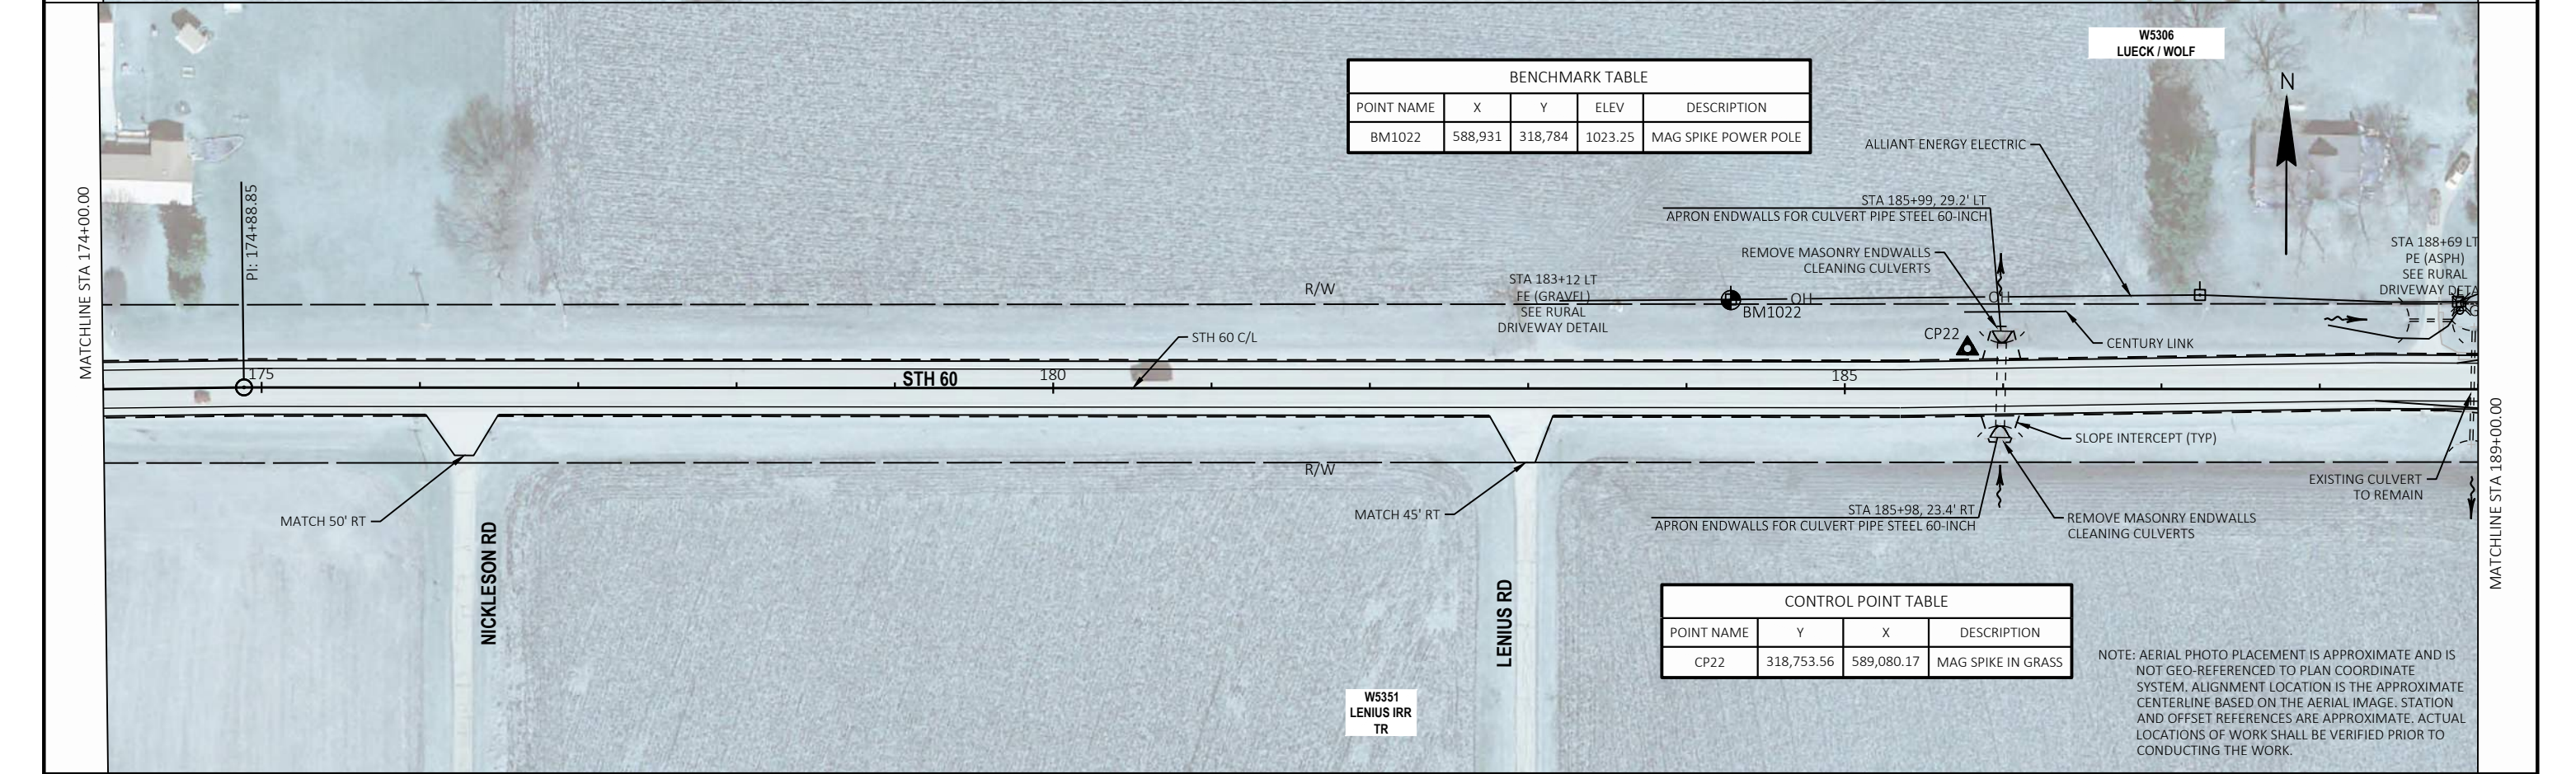 W5306
LUECK / WOLF
BENCHMARK TABLE
POINT NAME X Y ELEV DESCRIPTION
BM1022 588,931 318,784 1023.25 MAG SPIKE POWER POLE
N
ALLIANT ENERGY ELECTRIC
MATCHLINE STA 174+00.00
PI: 174+88.85
STA 185+99, 29.2' LT
APRON ENDWALLS FOR CULVERT PIPE STEEL 60-INCH
REMOVE MASONRY ENDWALLS
CLEANING CULVERTS
STA 188+69 LT
PE (ASPH)
SEE RURAL
DRIVEWAY DETA
R/W
STA 183+12 LT
FE (GRAVEL)
SEE RURAL
DRIVEWAY DETAIL
OH
OH
BM1022
G
CP22
CENTURY LINK
STH 60 C/L
175
STH 60
180
185
SLOPE INTERCEPT (TYP)
R/W
MATCH 50' RT
NICKLESON RD
MATCH 45' RT
LENIUS RD
STA 185+98, 23.4' RT
APRON ENDWALLS FOR CULVERT PIPE STEEL 60-INCH
REMOVE MASONRY ENDWALLS
CLEANING CULVERTS
EXISTING CULVERT
TO REMAIN
MATCHLINE STA 189+00.00
CONTROL POINT TABLE
POINT NAME Y X DESCRIPTION
CP22 318,753.56 589,080.17 MAG SPIKE IN GRASS
W5351
LENIUS IRR
TR
NOTE: AERIAL PHOTO PLACEMENT IS APPROXIMATE AND IS
NOT GEO-REFERENCED TO PLAN COORDINATE
SYSTEM. ALIGNMENT LOCATION IS THE APPROXIMATE
CENTERLINE BASED ON THE AERIAL IMAGE. STATION
AND OFFSET REFERENCES ARE APPROXIMATE. ACTUAL
LOCATIONS OF WORK SHALL BE VERIFIED PRIOR TO
CONDUCTING THE WORK.